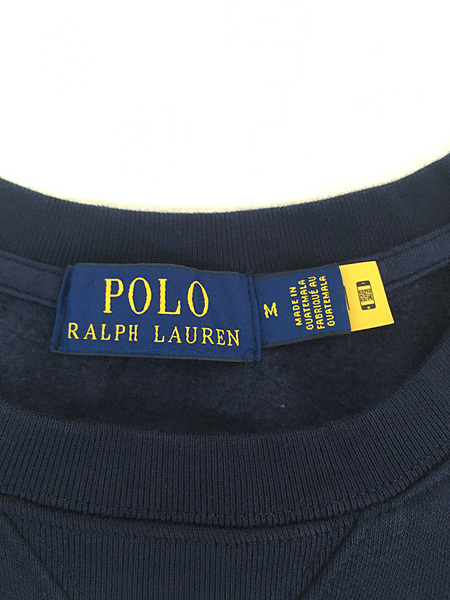 POLO
RALPH LAUREN
M
MADE IN
GUATEMALA
FABRIQUÉ AU
GUATEMALA